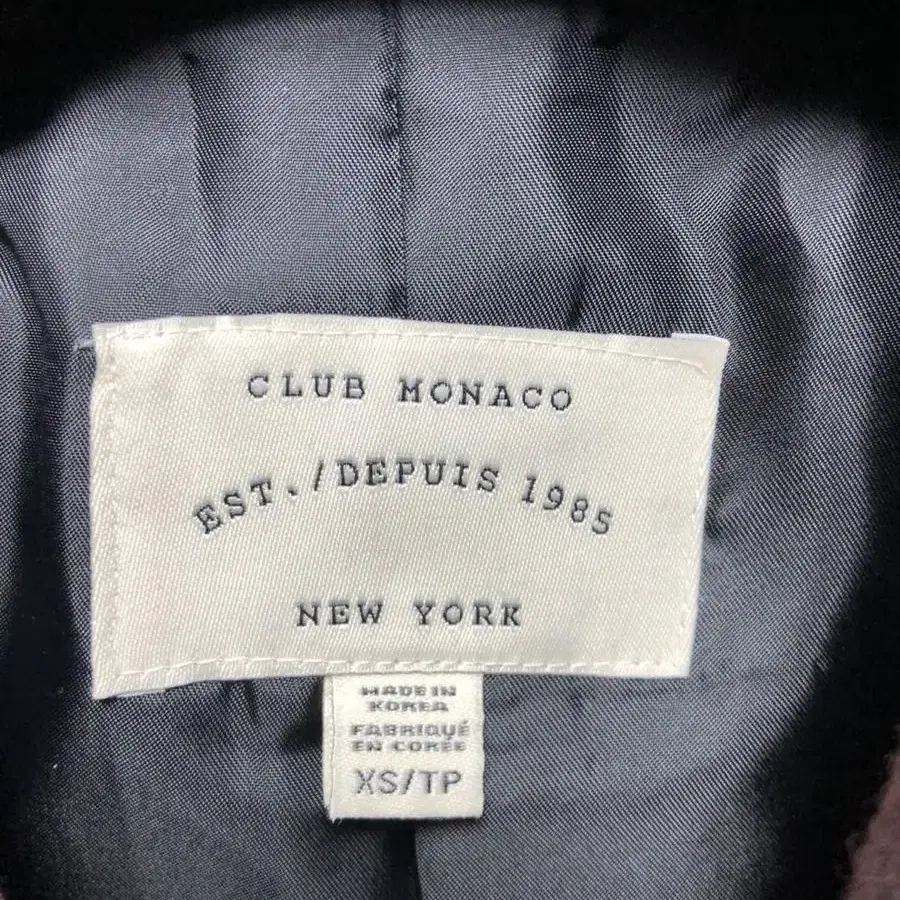 CLUB MONACO
EST./DEPUIS 1985
NEW YORK
MADE IN
KOREA
FABRIQUÉ
EN CORÉE
XS/TP